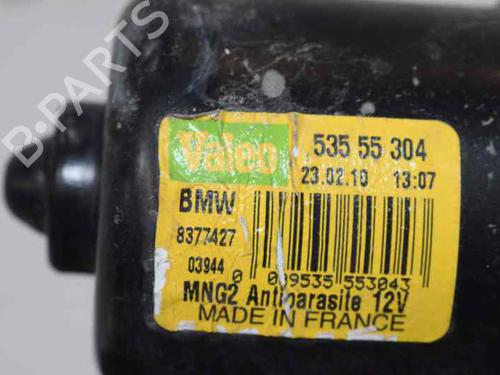 B-PARTS
Valeo
535 55 304
23.02.10 13:07
BMW
8377427
03944
0 009535 553043
MNG2 Antiparasite 12V
MADE IN FRANCE